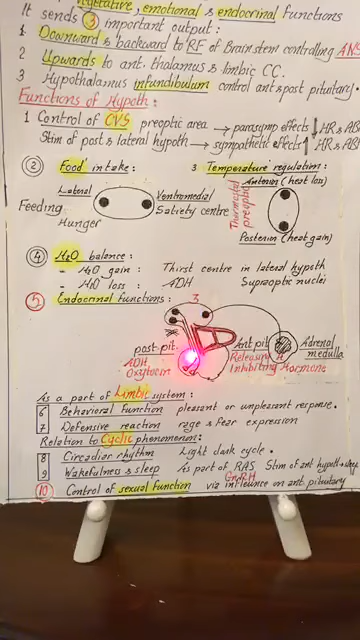 Vegetative, emotional & endocrinal Functions
It sends 3 important output:
1. Downward & backward to RF of Brainstem controlling ANS
2 Upwards to ant. thalamus & limbic CC.
3 Hypothalamus infundibulum control ant & post pituitary.
Functions of Hypoth:
1 Control of CVS preoptic area → parasymp effects ↓ HR & AB
Stim of post & lateral hypoth → sympathetic effects ↑ HR & AB
2 Food intake:
Lateral
Feeding
Hunger
Ventromedial
Satiety centre
3 Temperature regulation:
Anterior (heat loss)
Thermostat
preoptic
Posterior (heat gain)
4 H2O balance:
- H2O gain: Thirst centre in lateral hypoth
- H2O loss: ADH Supraoptic nuclei
5 Endocrinal functions:
3
post pit.
ADH
Oxytocin
Ant pit
Releasing
Inhibiting Hormone
Adrenal
medulla
As a part of Limbic system:
6 Behavioral Function pleasant or unpleasant response.
7 Defensive reaction rage & fear expression
Relation to Cyclic phenomenon:
8 Circadian rhythm Light dark cycle.
9 Wakefulness & sleep As part of RAS Stim of ant hypoth → sleep
GnRH
10 Control of sexual Function via influence on ant pituitary